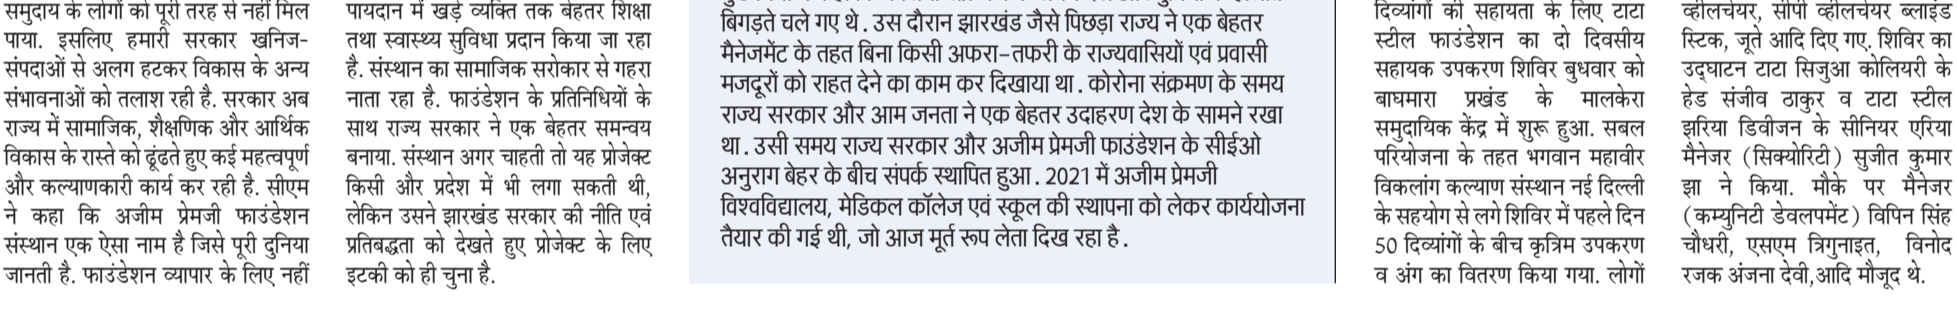 समुदाय के लोगों को पूरी तरह से नहीं मिल
पाया. इसलिए हमारी सरकार खनिज-
संपदाओं से अलग हटकर विकास के अन्य
संभावनाओं को तलाश रही है. सरकार अब
राज्य में सामाजिक, शैक्षणिक और आर्थिक
विकास के रास्ते को ढूंढते हुए कई महत्वपूर्ण
और कल्याणकारी कार्य कर रही है. सीएम
ने कहा कि अजीम प्रेमजी फाउंडेशन
संस्थान एक ऐसा नाम है जिसे पूरी दुनिया
जानती है. फाउंडेशन व्यापार के लिए नहीं
पायदान में खड़े व्यक्ति तक बेहतर शिक्षा
तथा स्वास्थ्य सुविधा प्रदान किया जा रहा
है. संस्थान का सामाजिक सरोकार से गहरा
नाता रहा है. फाउंडेशन के प्रतिनिधियों के
साथ राज्य सरकार ने एक बेहतर समन्वय
बनाया. संस्थान अगर चाहती तो यह प्रोजेक्ट
किसी और प्रदेश में भी लगा सकती थी,
लेकिन उसने झारखंड सरकार की नीति एवं
प्रतिबद्धता को देखते हुए प्रोजेक्ट के लिए
इटकी को ही चुना है.
बिगड़ते चले गए थे. उस दौरान झारखंड जैसे पिछड़ा राज्य ने एक बेहतर
मैनेजमेंट के तहत बिना किसी अफरा-तफरी के राज्यवासियों एवं प्रवासी
मजदूरों को राहत देने का काम कर दिखाया था. कोरोना संक्रमण के समय
राज्य सरकार और आम जनता ने एक बेहतर उदाहरण देश के सामने रखा
था. उसी समय राज्य सरकार और अजीम प्रेमजी फाउंडेशन के सीईओ
अनुराग बेहर के बीच संपर्क स्थापित हुआ. 2021 में अजीम प्रेमजी
विश्वविद्यालय, मेडिकल कॉलेज एवं स्कूल की स्थापना को लेकर कार्ययोजना
तैयार की गई थी, जो आज मूर्त रूप लेता दिख रहा है.
दिव्यांगों की सहायता के लिए टाटा
स्टील फाउंडेशन का दो दिवसीय
सहायक उपकरण शिविर बुधवार को
बाघमारा प्रखंड के मालकेरा
समुदायिक केंद्र में शुरू हुआ. सबल
परियोजना के तहत भगवान महावीर
विकलांग कल्याण संस्थान नई दिल्ली
के सहयोग से लगे शिविर में पहले दिन
50 दिव्यांगों के बीच कृत्रिम उपकरण
व अंग का वितरण किया गया. लोगों
व्हीलचेयर, सीपी व्हीलचेयर ब्लाइंड
स्टिक, जूते आदि दिए गए. शिविर का
उद्घाटन टाटा सिजुआ कोलियरी के
हेड संजीव ठाकुर व टाटा स्टील
झरिया डिवीजन के सीनियर एरिया
मैनेजर (सिक्योरिटी) सुजीत कुमार
झा ने किया. मौके पर मैनेजर
(कम्युनिटी डेवलपमेंट) विपिन सिंह
चौधरी, एसएम त्रिगुनाइत, विनोद
रजक अंजना देवी,आदि मौजूद थे.